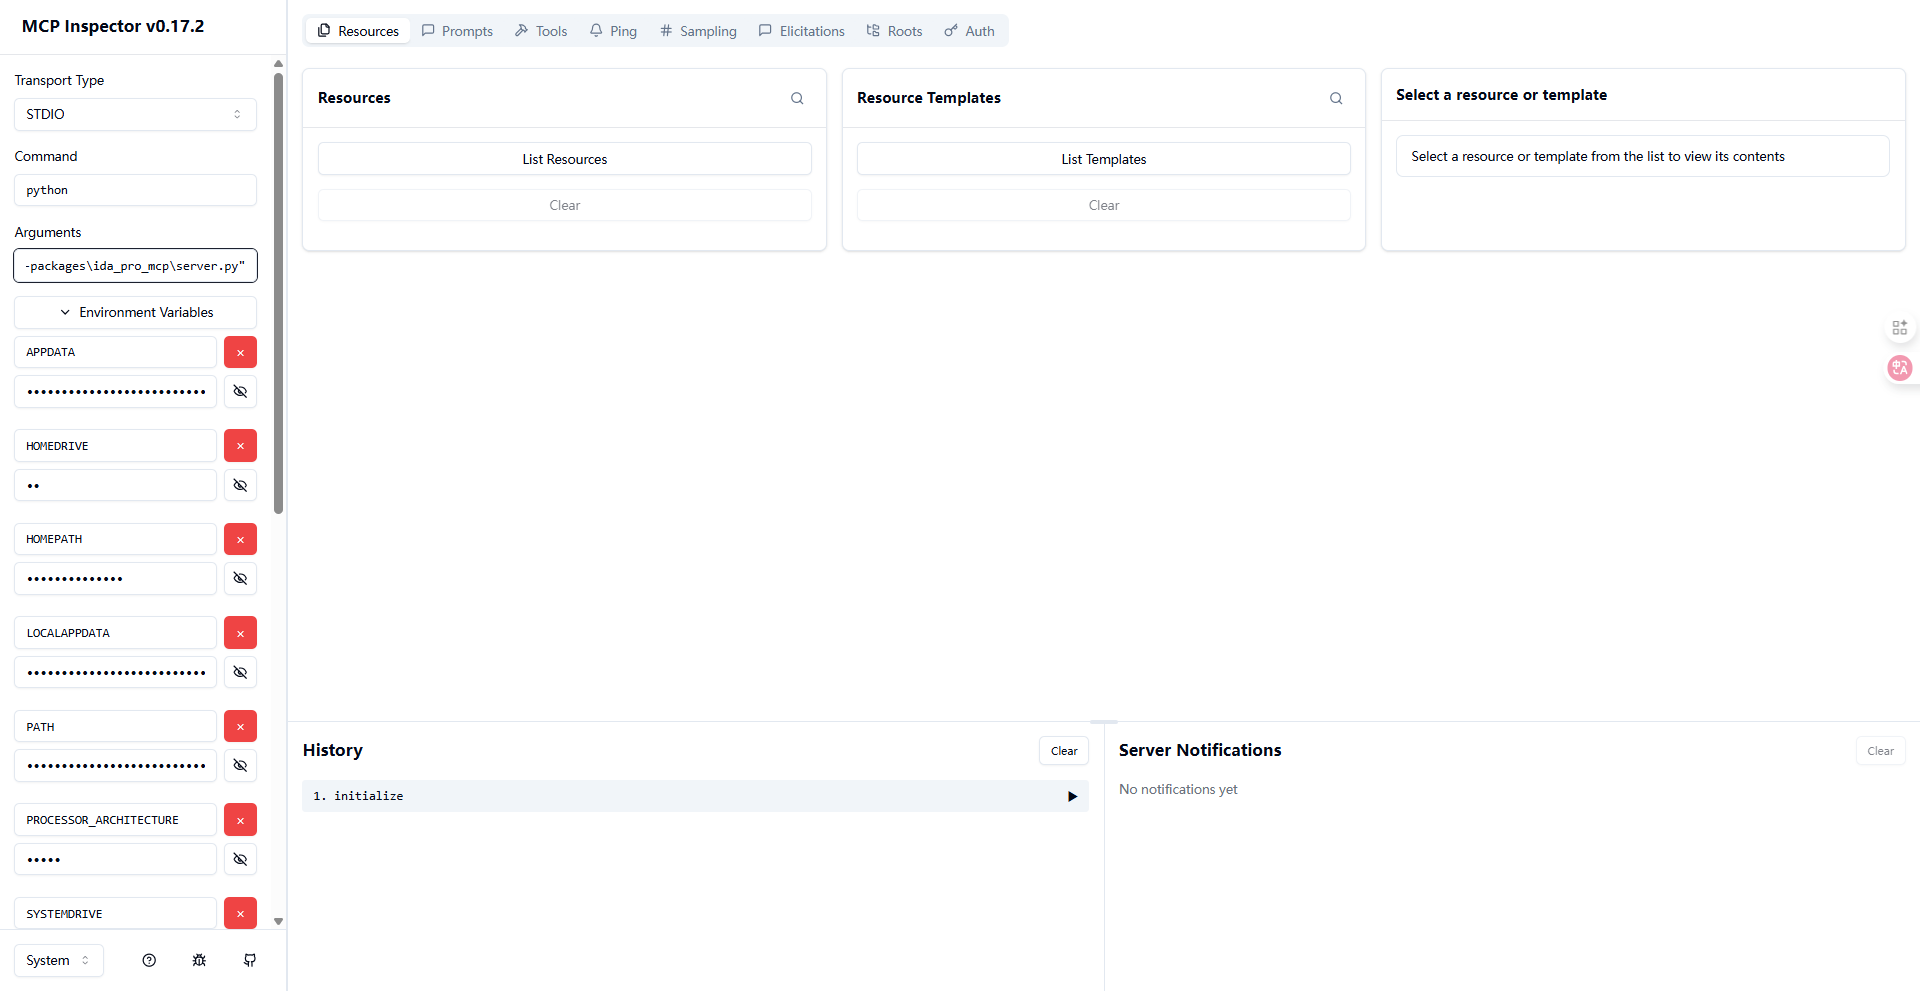 MCP Inspector v0.17.2
Transport Type
STDIO
Command
python
Arguments
-packages\ida_pro_mcp\server.py"
Environment Variables
APPDATA
••••••••••••••••••••••••••
HOMEDRIVE
••
HOMEPATH
••••••••••••••
LOCALAPPDATA
••••••••••••••••••••••••••
PATH
••••••••••••••••••••••••••
PROCESSOR_ARCHITECTURE
•••••
SYSTEMDRIVE
System
Resources
Prompts
Tools
Ping
Sampling
Elicitations
Roots
Auth
Resources
List Resources
Clear
Resource Templates
List Templates
Clear
Select a resource or template
Select a resource or template from the list to view its contents
History
Clear
1. initialize
Server Notifications
Clear
No notifications yet